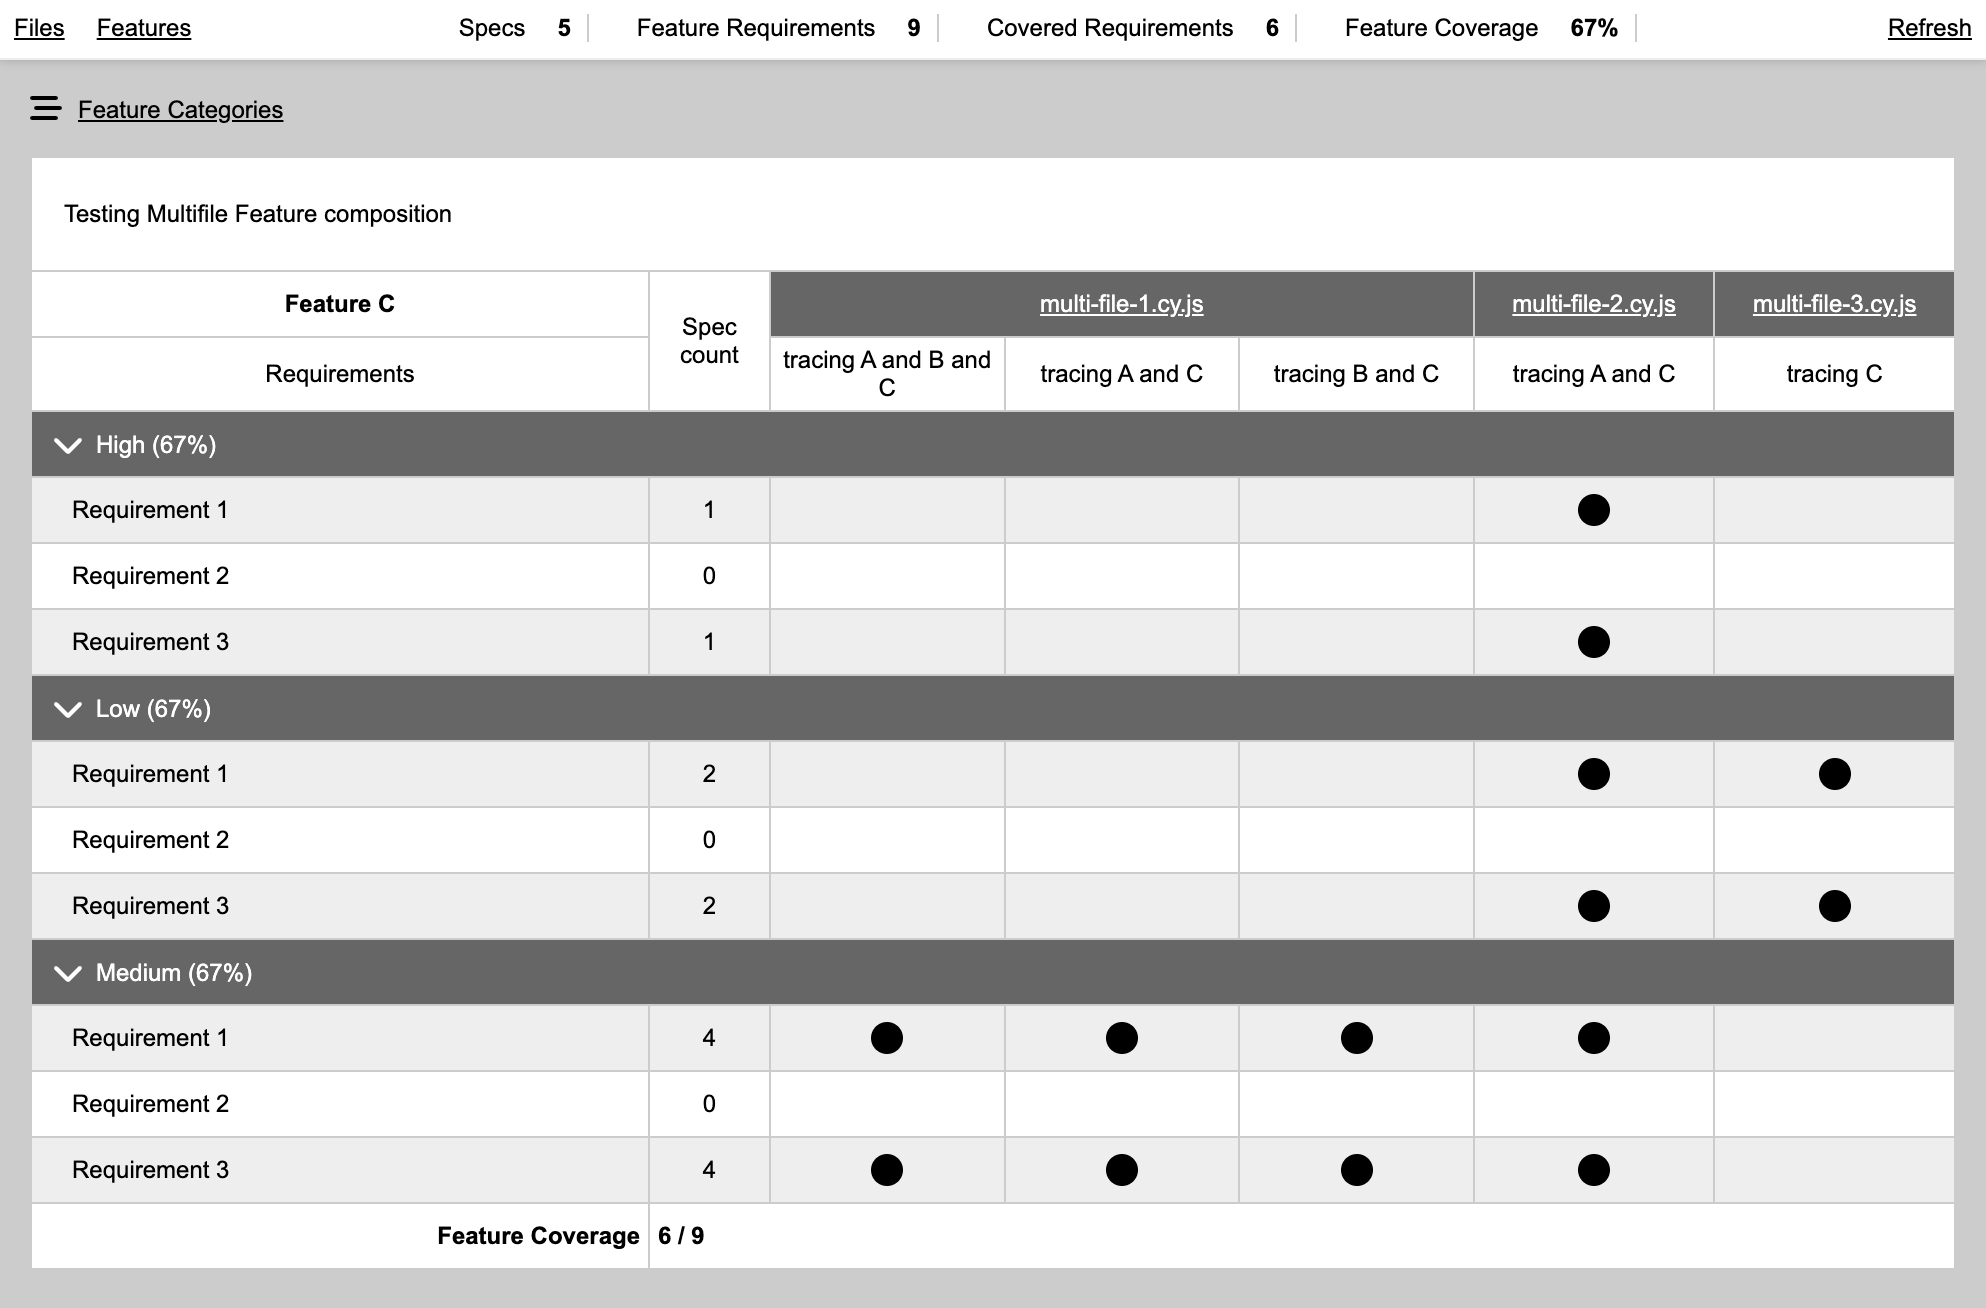 Files Features Specs 5 Feature Requirements 9 Covered Requirements 6 Feature Coverage 67% Refresh
Feature Categories
Testing Multifile Feature composition
Feature C Spec count multi-file-1.cy.js multi-file-2.cy.js multi-file-3.cy.js
Requirements tracing A and B and C tracing A and C tracing B and C tracing A and C tracing C
High (67%)
Requirement 1 1
Requirement 2 0
Requirement 3 1
Low (67%)
Requirement 1 2
Requirement 2 0
Requirement 3 2
Medium (67%)
Requirement 1 4
Requirement 2 0
Requirement 3 4
Feature Coverage 6 / 9